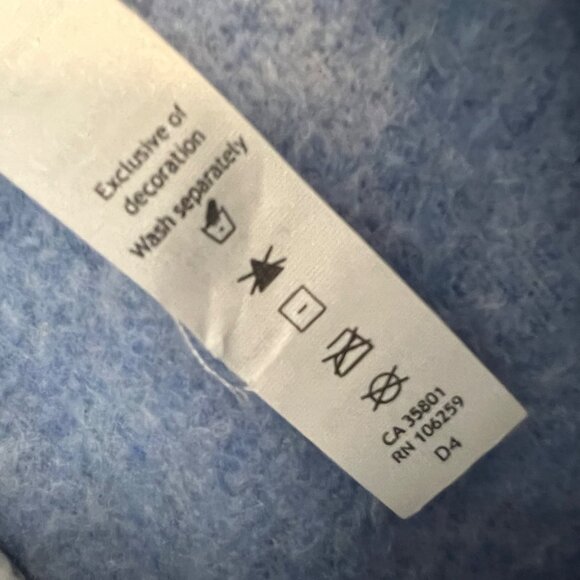 Exclusive of
decoration
Wash separately
CA 35801
RN 106259
D4